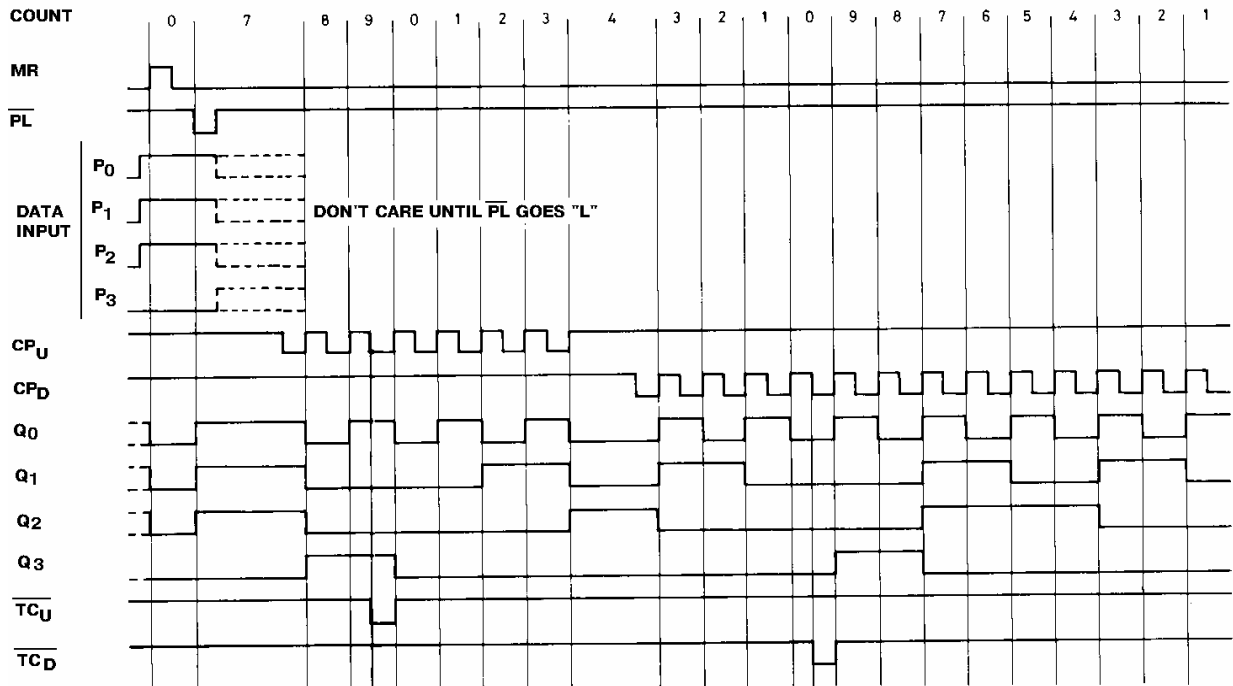 COUNT 0 7 8 9 0 1 2 3 4 3 2 1 0 9 8 7 6 5 4 3 2 1
MR
PL
DATA INPUT
P0
P1
DON'T CARE UNTIL PL GOES "L"
P2
P3
CPU
CPD
Q0
Q1
Q2
Q3
TCU
TCD